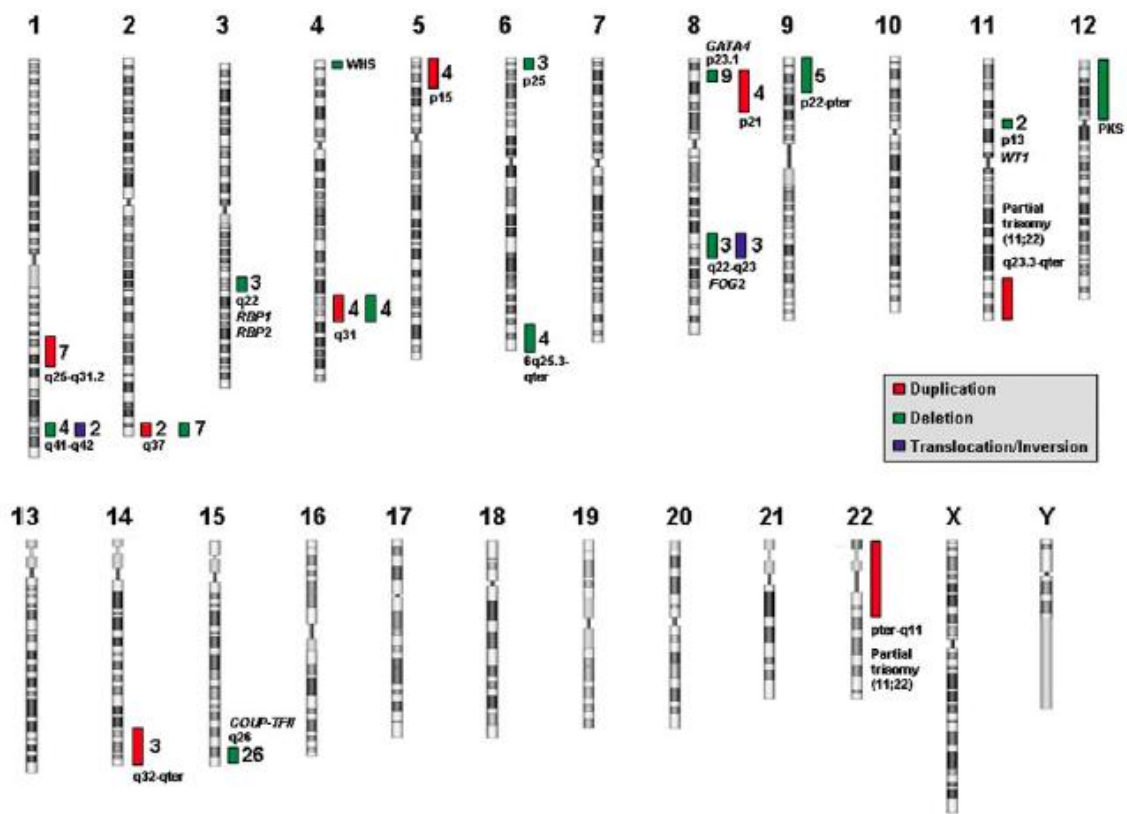 1 2 3 4 5 6 7 8 9 10 11 12
WHS
4
p15
3
p25
GATA4
p23.1
9
4
p21
5
p22-pter
2
p13
WT1
PKS
Partial
trisomy
(11;22)
q23.3-qter
3
q22
RBP1
RBP2
4 4
q31
3 3
q22-q23
FOG2
4
6q25.3-
qter
7
q25-q31.2
4 2
q41-q42
2 7
q37
Duplication
Deletion
Translocation/Inversion
13 14 15 16 17 18 19 20 21 22 X Y
pter-q11
Partial
trisomy
(11;22)
3
q32-qter
COUP-TFII
q26
26